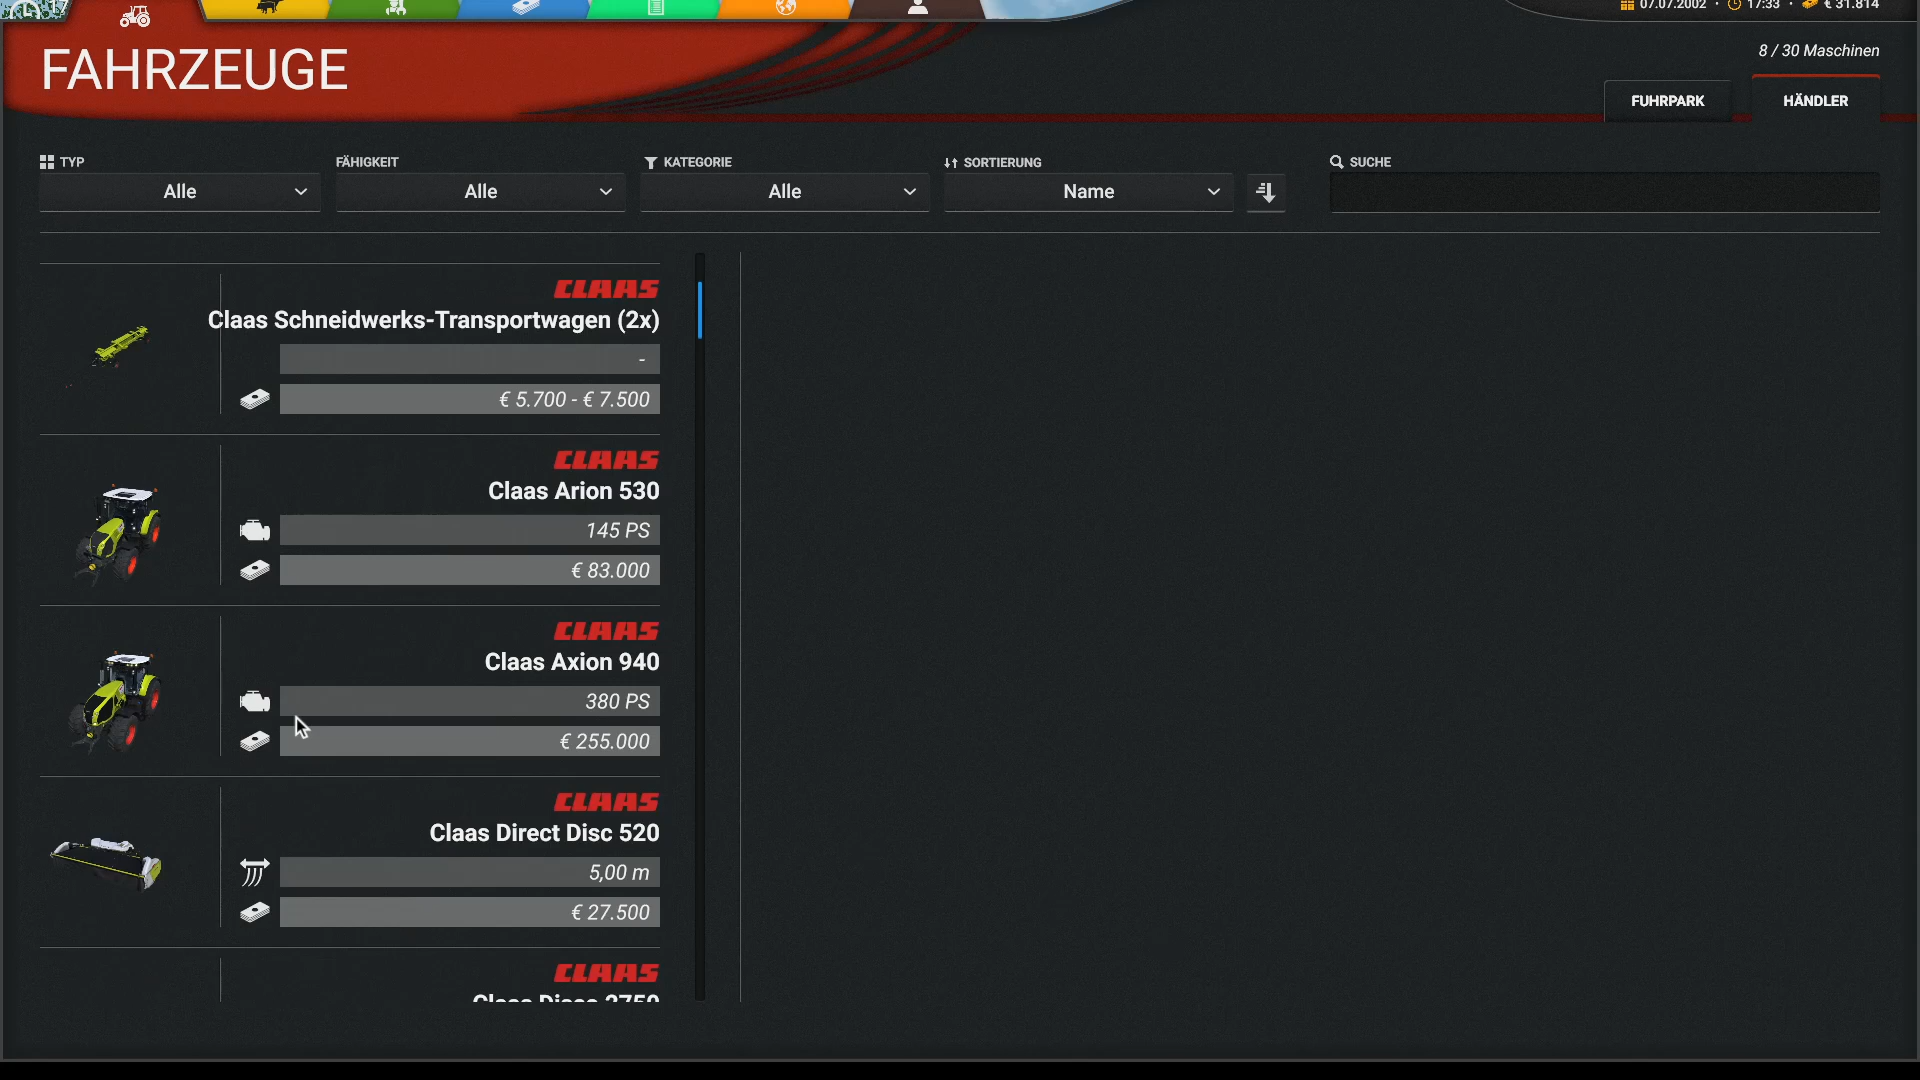 07.07.2002 • 17:33 • € 31.814
FAHRZEUGE
8 / 30 Maschinen
FUHRPARK
HÄNDLER
TYP
FÄHIGKEIT
KATEGORIE
SORTIERUNG
SUCHE
Alle
Alle
Alle
Name
CLAAS
Claas Schneidwerks-Transportwagen (2x)
-
€ 5.700 - € 7.500
CLAAS
Claas Arion 530
145 PS
€ 83.000
CLAAS
Claas Axion 940
380 PS
€ 255.000
CLAAS
Claas Direct Disc 520
5,00 m
€ 27.500
CLAAS
Claas Disco 2750